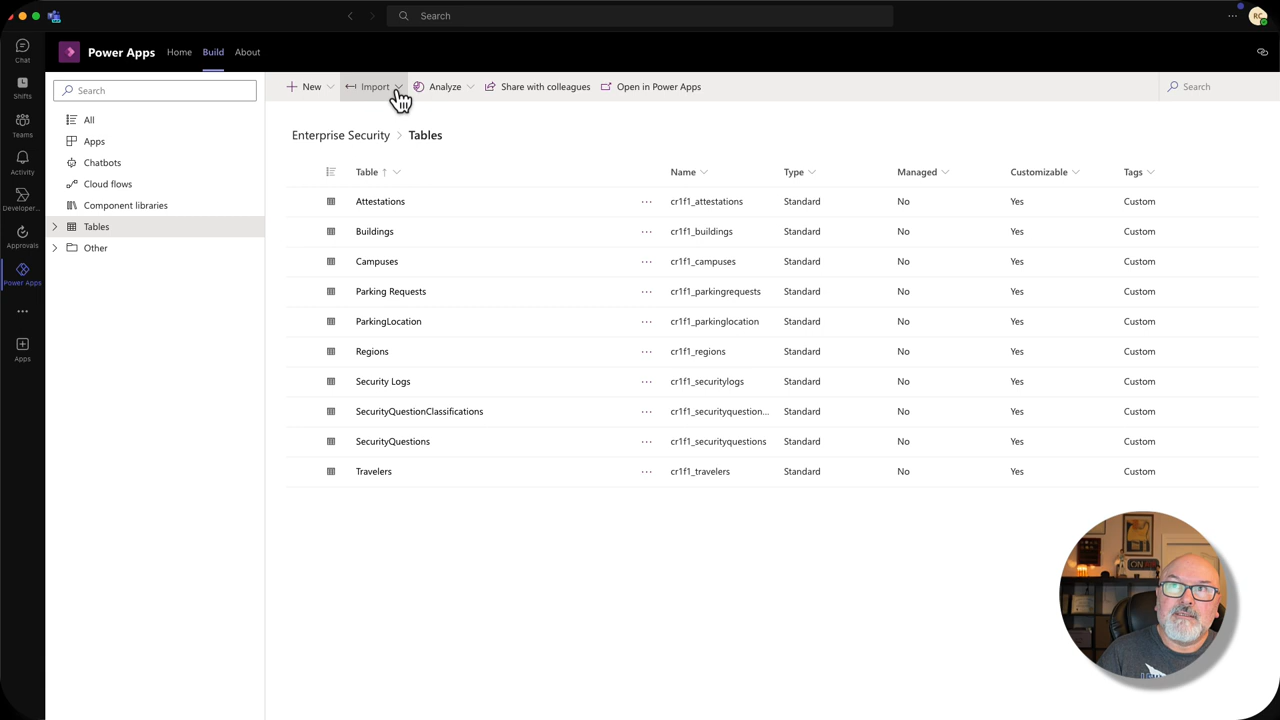 Search
RC
Power Apps Home Build About
Chat
Shifts
Teams
Activity
Developer...
Approvals
Power Apps
Apps
Search
All
Apps
Chatbots
Cloud flows
Component libraries
Tables
Other
New Import Analyze Share with colleagues Open in Power Apps Search
Enterprise Security > Tables
Table ↑ Name Type Managed Customizable Tags
Attestations ... cr1f1_attestations Standard No Yes Custom
Buildings ... cr1f1_buildings Standard No Yes Custom
Campuses ... cr1f1_campuses Standard No Yes Custom
Parking Requests ... cr1f1_parkingrequests Standard No Yes Custom
ParkingLocation ... cr1f1_parkinglocation Standard No Yes Custom
Regions ... cr1f1_regions Standard No Yes Custom
Security Logs ... cr1f1_securitylogs Standard No Yes Custom
SecurityQuestionClassifications ... cr1f1_securityquestion... Standard No Yes Custom
SecurityQuestions ... cr1f1_securityquestions Standard No Yes Custom
Travelers ... cr1f1_travelers Standard No Yes Custom
ON